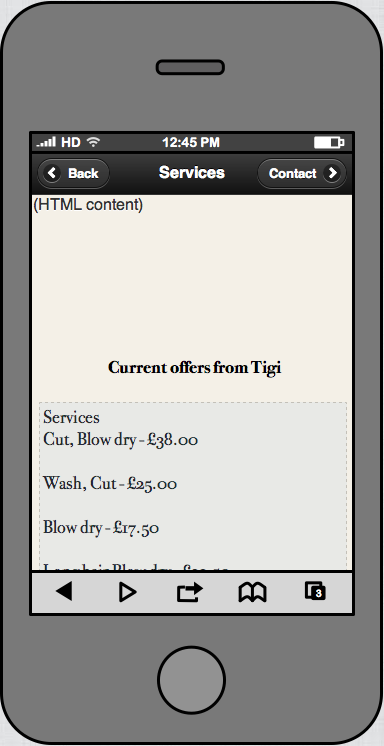 HD 12:45 PM
Back Services Contact
(HTML content)
Current offers from Tigi
Services
Cut, Blow dry - £38.00
Wash, Cut - £25.00
Blow dry - £17.50
3